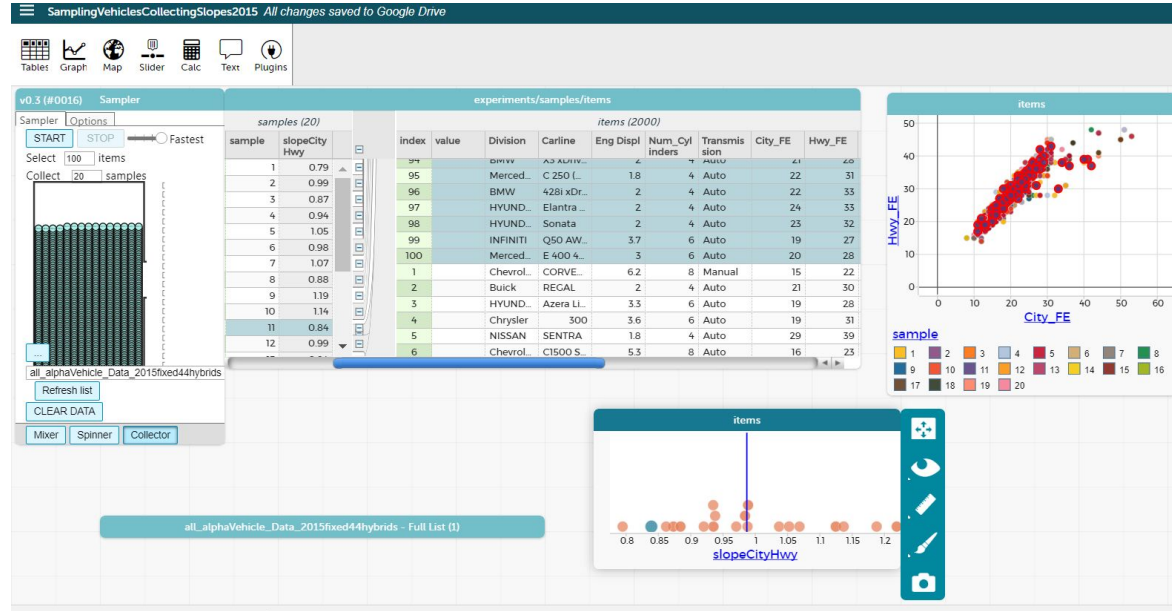 SamplingVehiclesCollectingSlopes2015 All changes saved to Google Drive
Tables Graph Map Slider Calc Text Plugins
v0.3 (#0016) Sampler
Sampler Options
START STOP Fastest
Select 100 items
Collect 20 samples
...
all_alphaVehicle_Data_2015fixed44hybrids
Refresh list
CLEAR DATA
Mixer Spinner Collector
experiments/samples/items
samples (20)
sample slopeCity Hwy
1 0.79
2 0.99
3 0.87
4 0.94
5 1.05
6 0.98
7 1.07
8 0.88
9 1.19
10 1.14
11 0.84
12 0.99
items (2000)
index value Division Carline Eng Displ Num_Cyl inders Transmis sion City_FE Hwy_FE
94 BMW 2 4 Auto 21 28
95 Merced... C 250 (... 1.8 4 Auto 22 31
96 BMW 428i xDr... 2 4 Auto 22 33
97 HYUND... Elantra ... 2 4 Auto 24 33
98 HYUND... Sonata 2 4 Auto 23 32
99 INFINITI Q50 AW... 3.7 6 Auto 19 27
100 Merced... E 400 4... 3 6 Auto 20 28
1 Chevrol... CORVE... 6.2 8 Manual 15 22
2 Buick REGAL 2 4 Auto 21 30
3 HYUND... Azera Li... 3.3 6 Auto 19 28
4 Chrysler 300 3.6 6 Auto 19 31
5 NISSAN SENTRA 1.8 4 Auto 29 39
6 Chevrol... C1500 S... 5.3 8 Auto 16 23
items
50
40
30
20
10
0
Hwy_FE
0 10 20 30 40 50 60
City_FE
sample
1 2 3 4 5 6 7 8
9 10 11 12 13 14 15 16
17 18 19 20
items
0.8 0.85 0.9 0.95 1 1.05 1.1 1.15 1.2
slopeCityHwy
all_alphaVehicle_Data_2015fixed44hybrids - Full List (1)